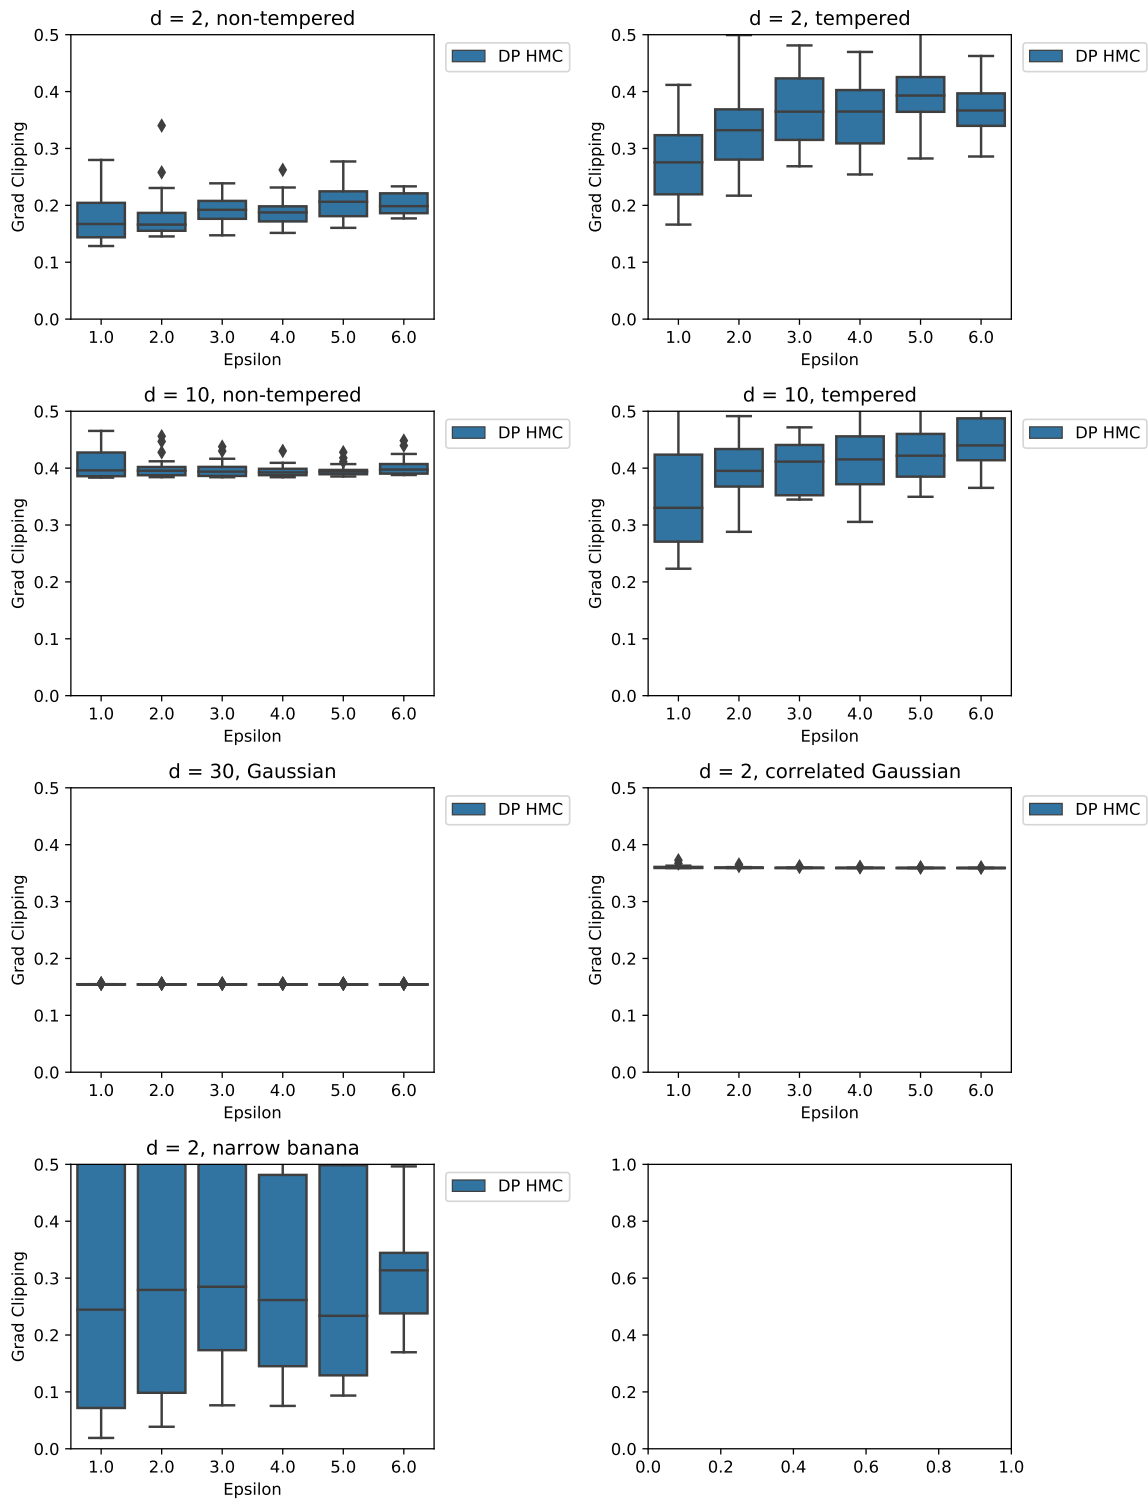 d = 2, non-tempered
Grad Clipping
0.5
0.4
0.3
0.2
0.1
0.0
1.0 2.0 3.0 4.0 5.0 6.0
Epsilon
DP HMC
d = 2, tempered
Grad Clipping
0.5
0.4
0.3
0.2
0.1
0.0
1.0 2.0 3.0 4.0 5.0 6.0
Epsilon
DP HMC
d = 10, non-tempered
Grad Clipping
0.5
0.4
0.3
0.2
0.1
0.0
1.0 2.0 3.0 4.0 5.0 6.0
Epsilon
DP HMC
d = 10, tempered
Grad Clipping
0.5
0.4
0.3
0.2
0.1
0.0
1.0 2.0 3.0 4.0 5.0 6.0
Epsilon
DP HMC
d = 30, Gaussian
Grad Clipping
0.5
0.4
0.3
0.2
0.1
0.0
1.0 2.0 3.0 4.0 5.0 6.0
Epsilon
DP HMC
d = 2, correlated Gaussian
Grad Clipping
0.5
0.4
0.3
0.2
0.1
0.0
1.0 2.0 3.0 4.0 5.0 6.0
Epsilon
DP HMC
d = 2, narrow banana
Grad Clipping
0.5
0.4
0.3
0.2
0.1
0.0
1.0 2.0 3.0 4.0 5.0 6.0
Epsilon
DP HMC
1.0
0.8
0.6
0.4
0.2
0.0
0.0 0.2 0.4 0.6 0.8 1.0